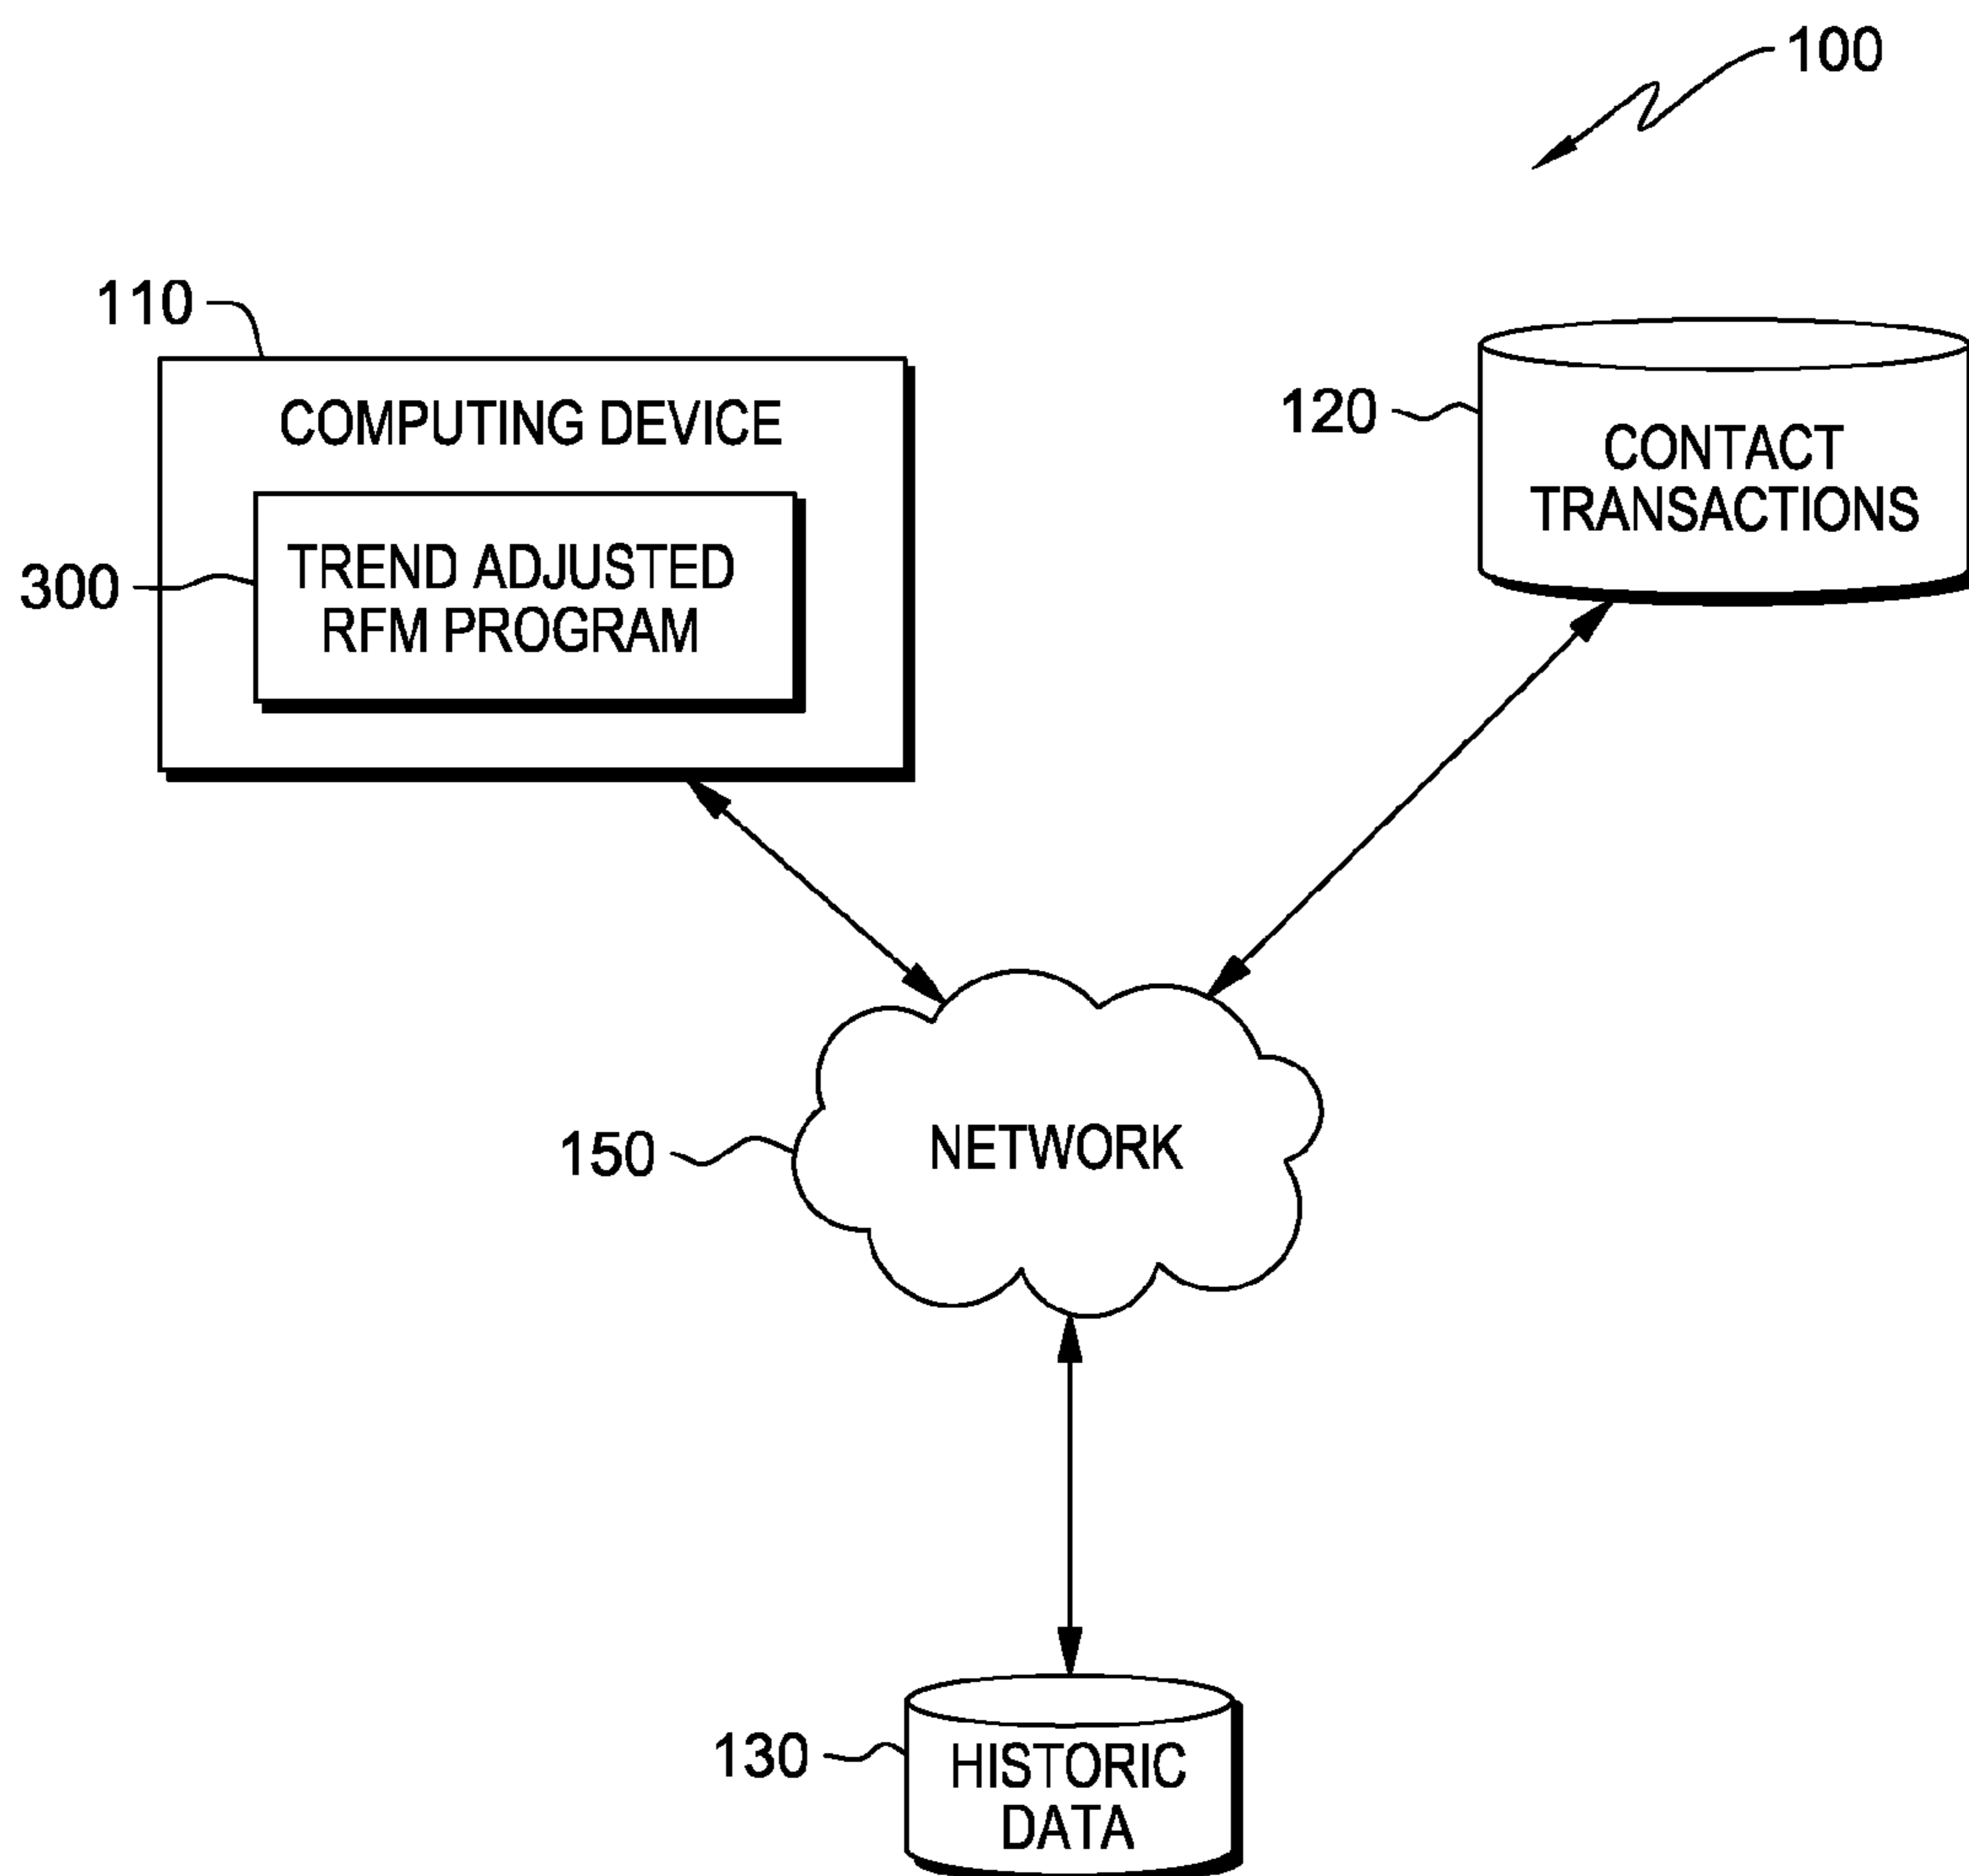 100
110
COMPUTING DEVICE
120
CONTACT
TRANSACTIONS
300
TREND ADJUSTED
RFM PROGRAM
150
NETWORK
130
HISTORIC
DATA